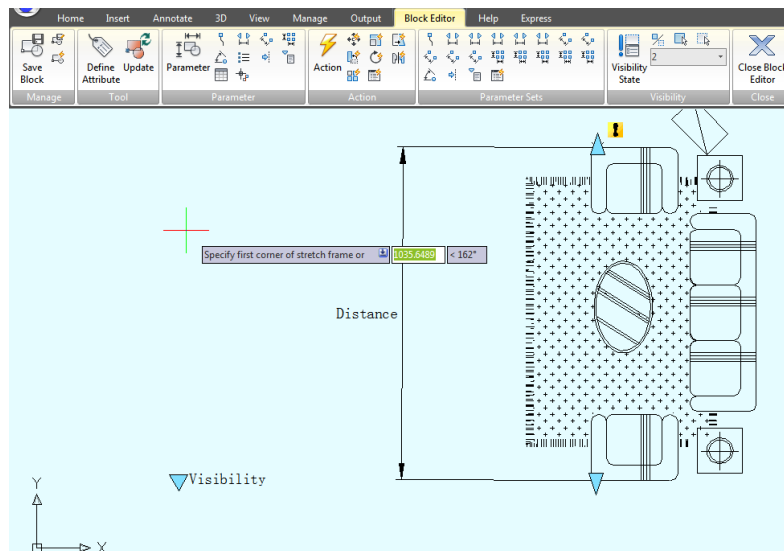 Home Insert Annotate 3D View Manage Output Block Editor Help Express
Save Block
Define Attribute
Update
Parameter
Action
2
Visibility State
Close Block Editor
Manage Tool Parameter Action Parameter Sets Visibility Close
Specify first corner of stretch frame or 1035.6489 < 162°
Distance
Visibility
Y
X